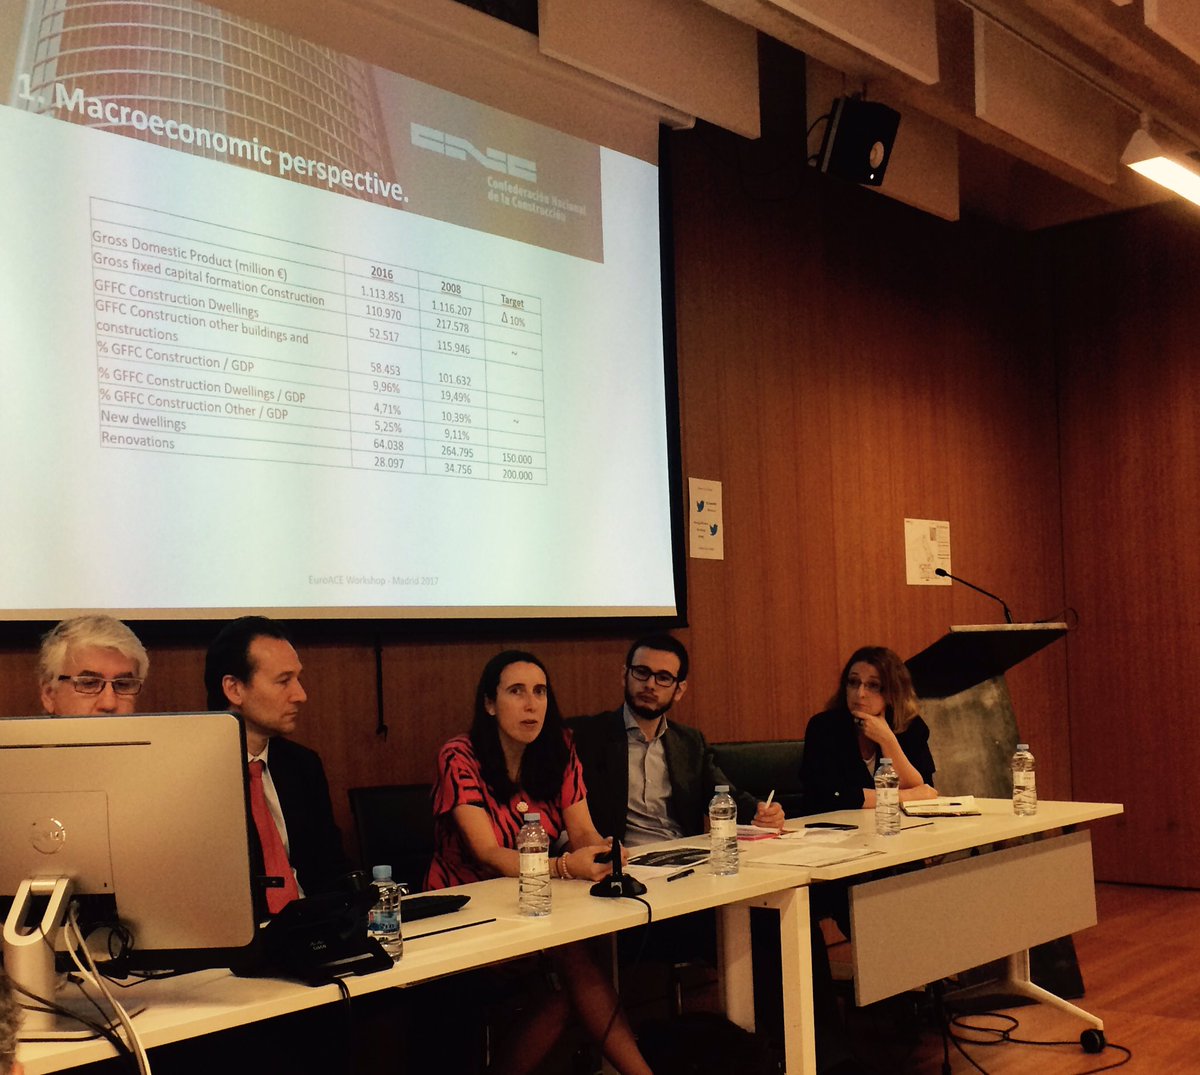 1. Macroeconomic perspective.
CNC
Confederación Nacional
de la Construcción
2016 2008 Target
Gross Domestic Product (million €) 1.113.851 1.116.207 Δ 10%
Gross fixed capital formation Construction 110.970 217.578
GFFC Construction Dwellings 52.517 115.946 ~
GFFC Construction other buildings and
constructions 58.453 101.632
% GFFC Construction / GDP 9,96% 19,49%
% GFFC Construction Dwellings / GDP 4,71% 10,39% ~
% GFFC Construction Other / GDP 5,25% 9,11%
New dwellings 64.038 264.795 150.000
Renovations 28.097 34.756 200.000
EuroACE Workshop - Madrid 2017